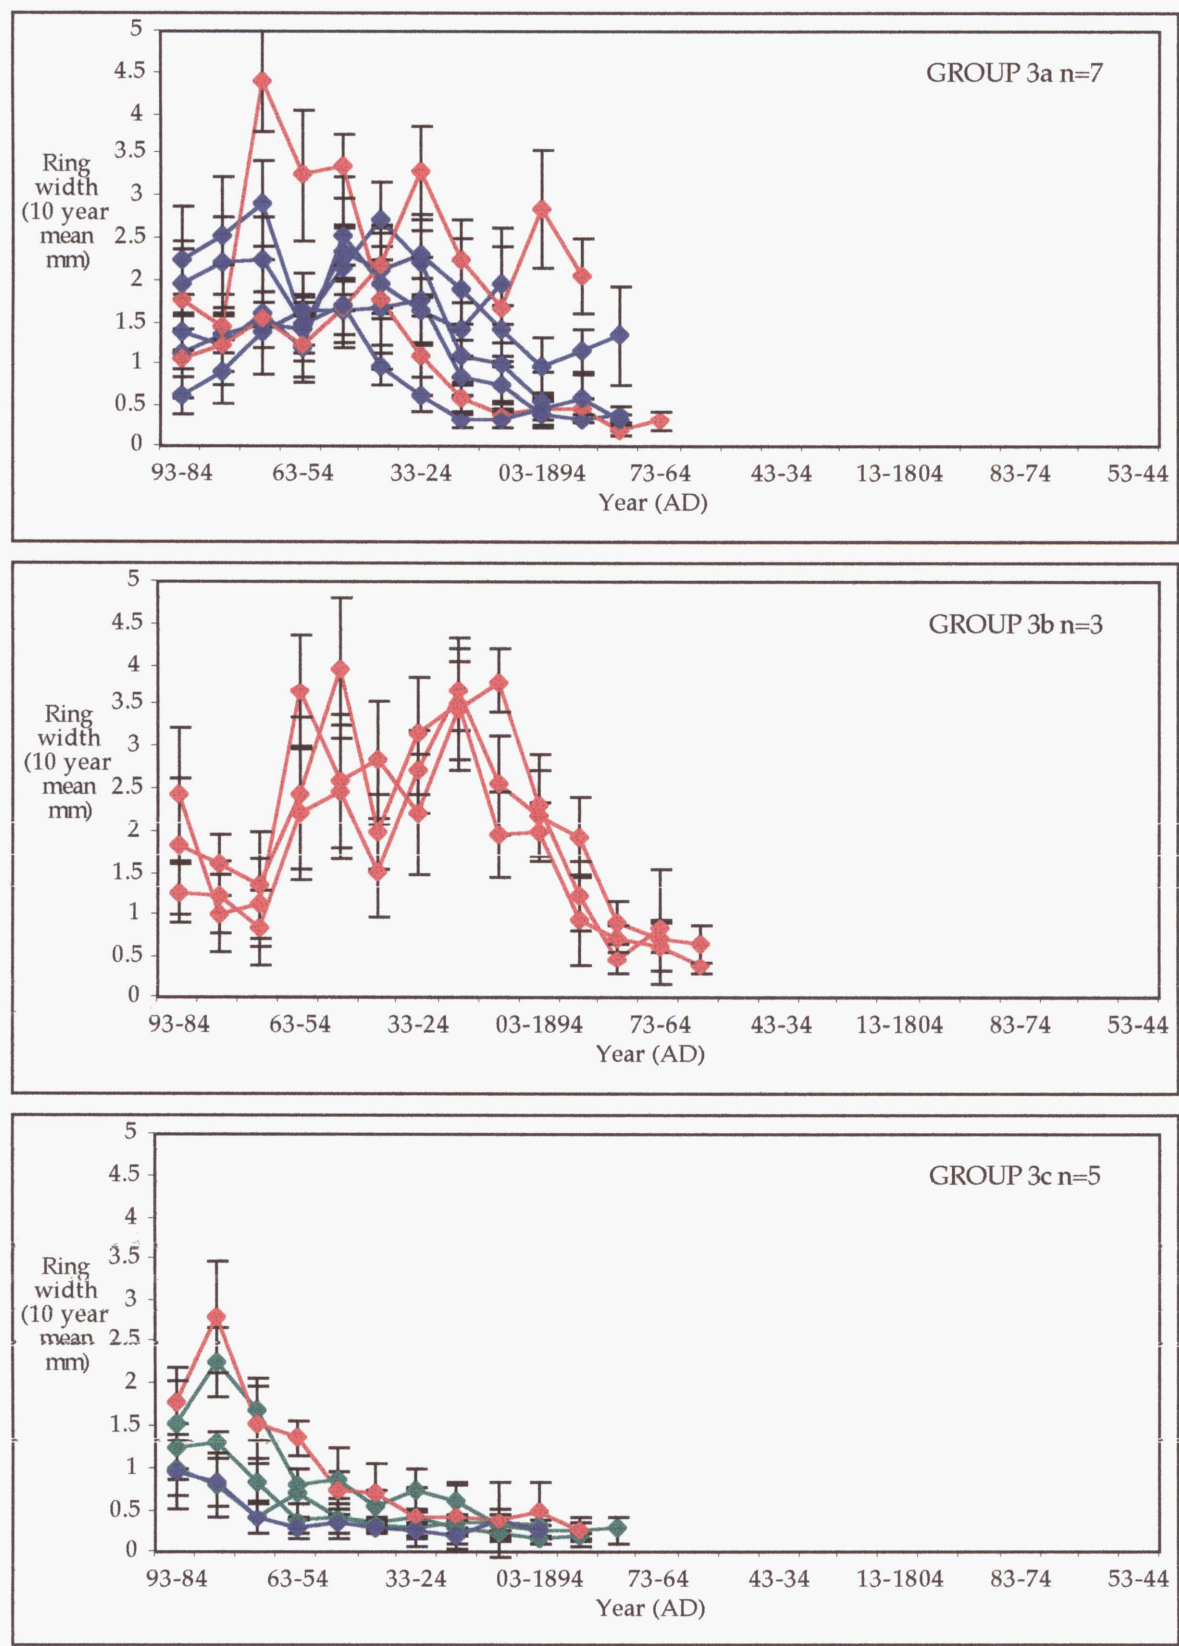 5
4.5
4
3.5
3
2.5
2
1.5
1
0.5
0
Ring
width
(10 year
mean
mm)
GROUP 3a n=7
93-84 63-54 33-24 03-1894 73-64 43-34 13-1804 83-74 53-44
Year (AD)
5
4.5
4
3.5
3
2.5
2
1.5
1
0.5
0
Ring
width
(10 year
mean
mm)
GROUP 3b n=3
93-84 63-54 33-24 03-1894 73-64 43-34 13-1804 83-74 53-44
Year (AD)
5
4.5
4
3.5
3
2.5
2
1.5
1
0.5
0
Ring
width
(10 year
mean
mm)
GROUP 3c n=5
93-84 63-54 33-24 03-1894 73-64 43-34 13-1804 83-74 53-44
Year (AD)